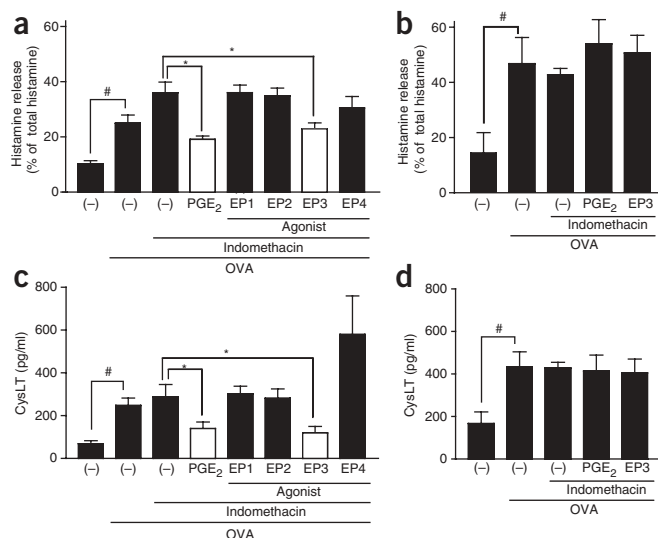 a
Histamine release
(% of total histamine)
60
40
20
0
#
*
*
(–) (–) (–) PGE2 EP1 EP2 EP3 EP4
Agonist
Indomethacin
OVA
b
Histamine release
(% of total histamine)
60
40
20
0
#
(–) (–) (–) PGE2 EP3
Indomethacin
OVA
c
CysLT (pg/ml)
800
600
400
200
0
#
*
*
(–) (–) (–) PGE2 EP1 EP2 EP3 EP4
Agonist
Indomethacin
OVA
d
CysLT (pg/ml)
800
600
400
200
0
#
(–) (–) (–) PGE2 EP3
Indomethacin
OVA